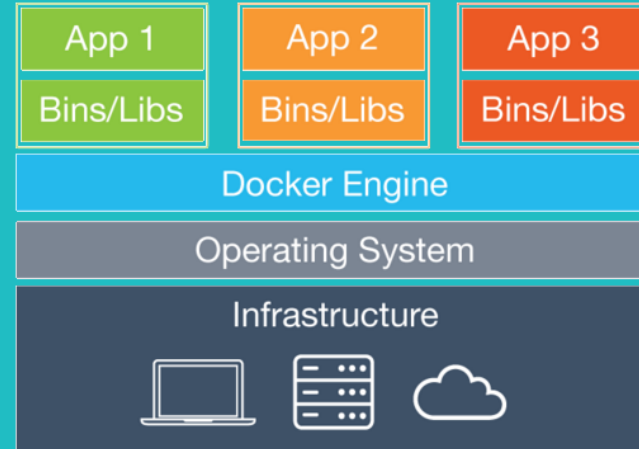 App 1
App 2
App 3
Bins/Libs
Bins/Libs
Bins/Libs
Docker Engine
Operating System
Infrastructure